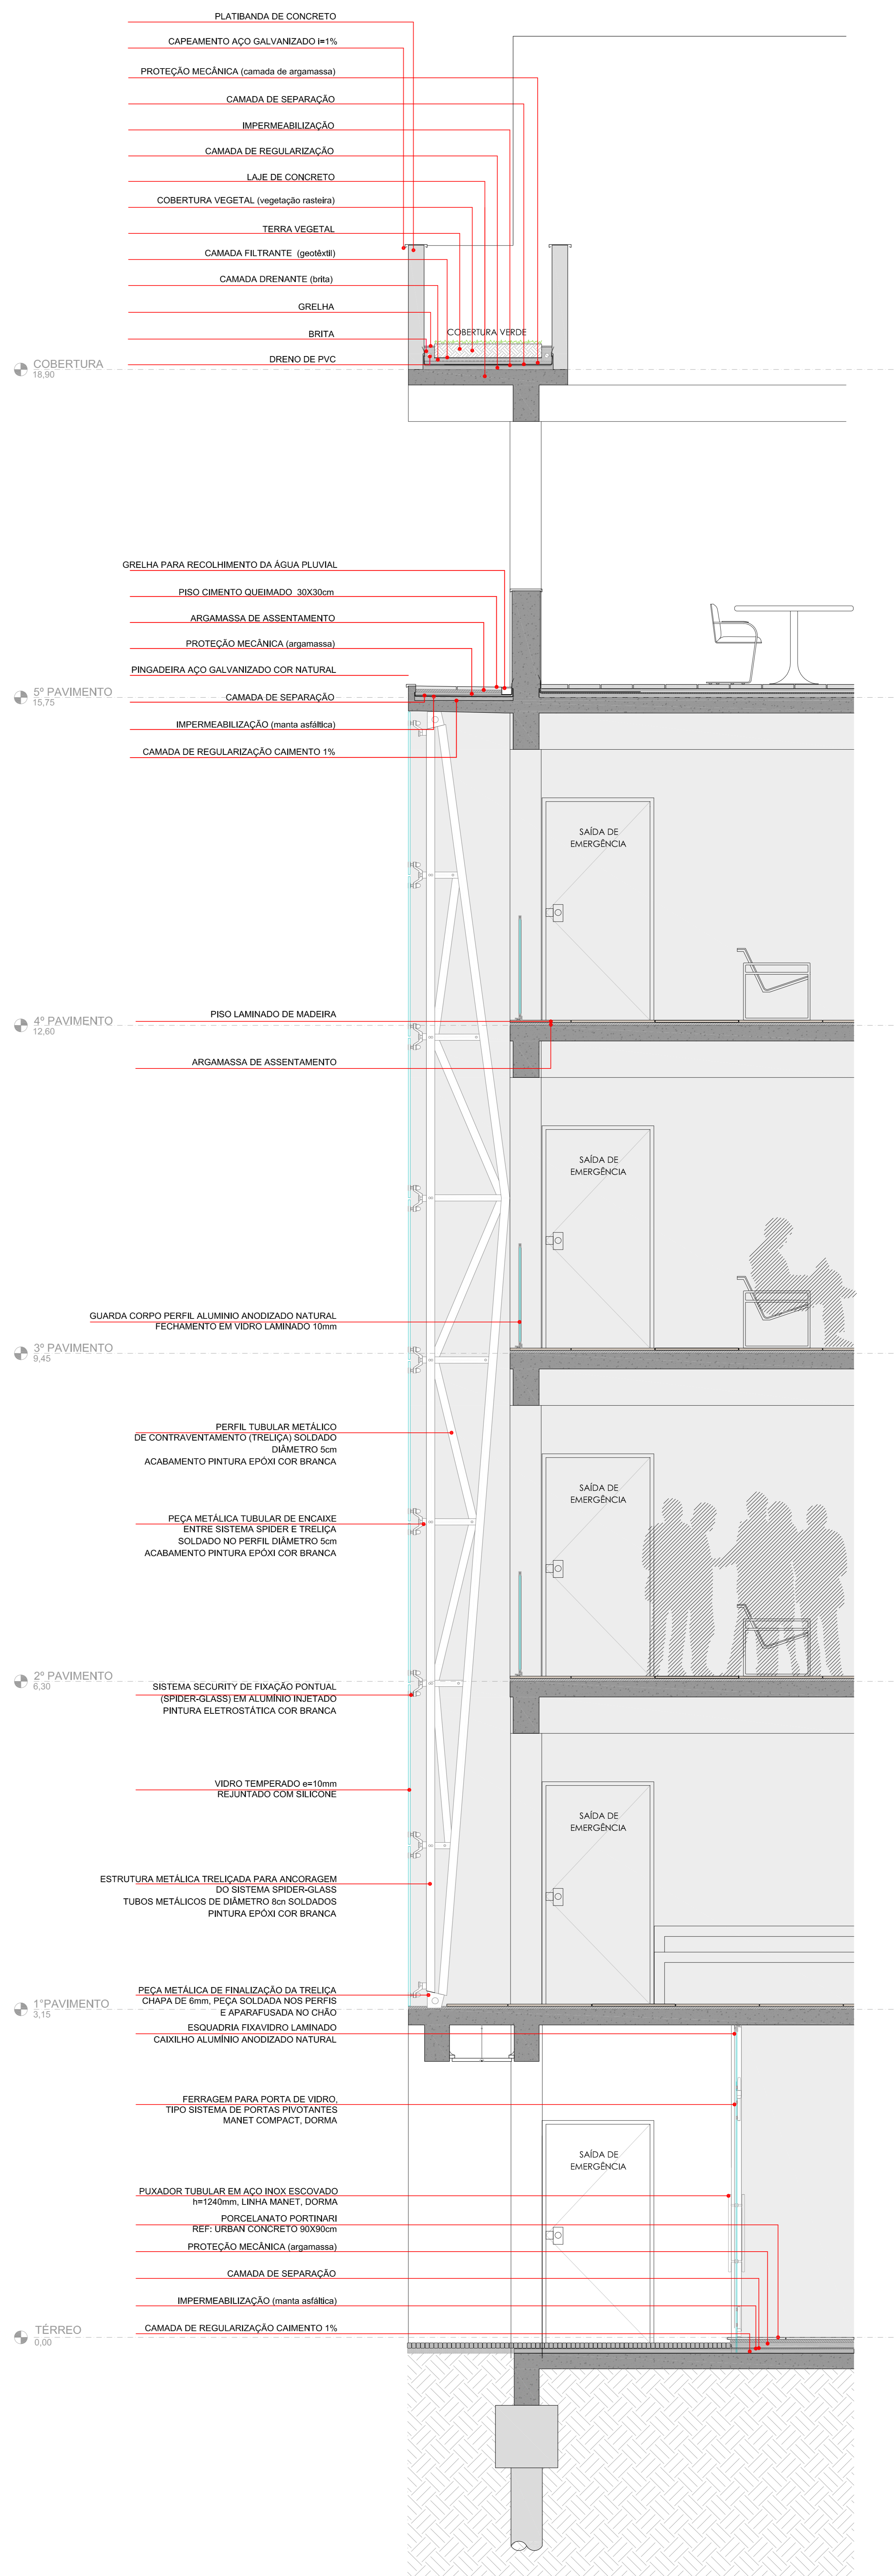 PLATIBANDA DE CONCRETO
CAPEAMENTO AÇO GALVANIZADO I=1%
PROTEÇÃO MECÂNICA (camada de argamassa)
CAMADA DE SEPARAÇÃO
IMPERMEABILIZAÇÃO
CAMADA DE REGULARIZAÇÃO
LAJE DE CONCRETO
COBERTURA VEGETAL (vegetação rasteira)
TERRA VEGETAL
CAMADA FILTRANTE (geotêxtil)
CAMADA DRENANTE (brita)
GRELHA
BRITA
COBERTURA VERDE
DRENO DE PVC
COBERTURA
18,90
GRELHA PARA RECOLHIMENTO DA ÁGUA PLUVIAL
PISO CIMENTO QUEIMADO 30X30cm
ARGAMASSA DE ASSENTAMENTO
PROTEÇÃO MECÂNICA (argamassa)
PINGADEIRA AÇO GALVANIZADO COR NATURAL
5º PAVIMENTO
15,75
CAMADA DE SEPARAÇÃO
IMPERMEABILIZAÇÃO (manta asfáltica)
CAMADA DE REGULARIZAÇÃO CAIMENTO 1%
SAÍDA DE
EMERGÊNCIA
PISO LAMINADO DE MADEIRA
4º PAVIMENTO
12,60
ARGAMASSA DE ASSENTAMENTO
SAÍDA DE
EMERGÊNCIA
GUARDA CORPO PERFIL ALUMINIO ANODIZADO NATURAL
FECHAMENTO EM VIDRO LAMINADO 10mm
3º PAVIMENTO
9,45
PERFIL TUBULAR METÁLICO
DE CONTRAVENTAMENTO (TRELIÇA) SOLDADO
DIÂMETRO 5cm
ACABAMENTO PINTURA EPÓXI COR BRANCA
SAÍDA DE
EMERGÊNCIA
PEÇA METÁLICA TUBULAR DE ENCAIXE
ENTRE SISTEMA SPIDER E TRELIÇA
SOLDADO NO PERFIL DIÂMETRO 5cm
ACABAMENTO PINTURA EPÓXI COR BRANCA
2º PAVIMENTO
6,30
SISTEMA SECURITY DE FIXAÇÃO PONTUAL
(SPIDER-GLASS) EM ALUMÍNIO INJETADO
PINTURA ELETROSTÁTICA COR BRANCA
VIDRO TEMPERADO e=10mm
REJUNTADO COM SILICONE
SAÍDA DE
EMERGÊNCIA
ESTRUTURA METÁLICA TRELIÇADA PARA ANCORAGEM
DO SISTEMA SPIDER-GLASS
TUBOS METÁLICOS DE DIÂMETRO 8cn SOLDADOS
PINTURA EPÓXI COR BRANCA
PEÇA METÁLICA DE FINALIZAÇÃO DA TRELIÇA
CHAPA DE 6mm, PEÇA SOLDADA NOS PERFIS
E APARAFUSADA NO CHÃO
1°PAVIMENTO
3,15
ESQUADRIA FIXAVIDRO LAMINADO
CAIXILHO ALUMÍNIO ANODIZADO NATURAL
FERRAGEM PARA PORTA DE VIDRO,
TIPO SISTEMA DE PORTAS PIVOTANTES
MANET COMPACT, DORMA
SAÍDA DE
EMERGÊNCIA
PUXADOR TUBULAR EM AÇO INOX ESCOVADO
h=1240mm, LINHA MANET, DORMA
PORCELANATO PORTINARI
REF: URBAN CONCRETO 90X90cm
PROTEÇÃO MECÂNICA (argamassa)
CAMADA DE SEPARAÇÃO
IMPERMEABILIZAÇÃO (manta asfáltica)
CAMADA DE REGULARIZAÇÃO CAIMENTO 1%
TÉRREO
0,00